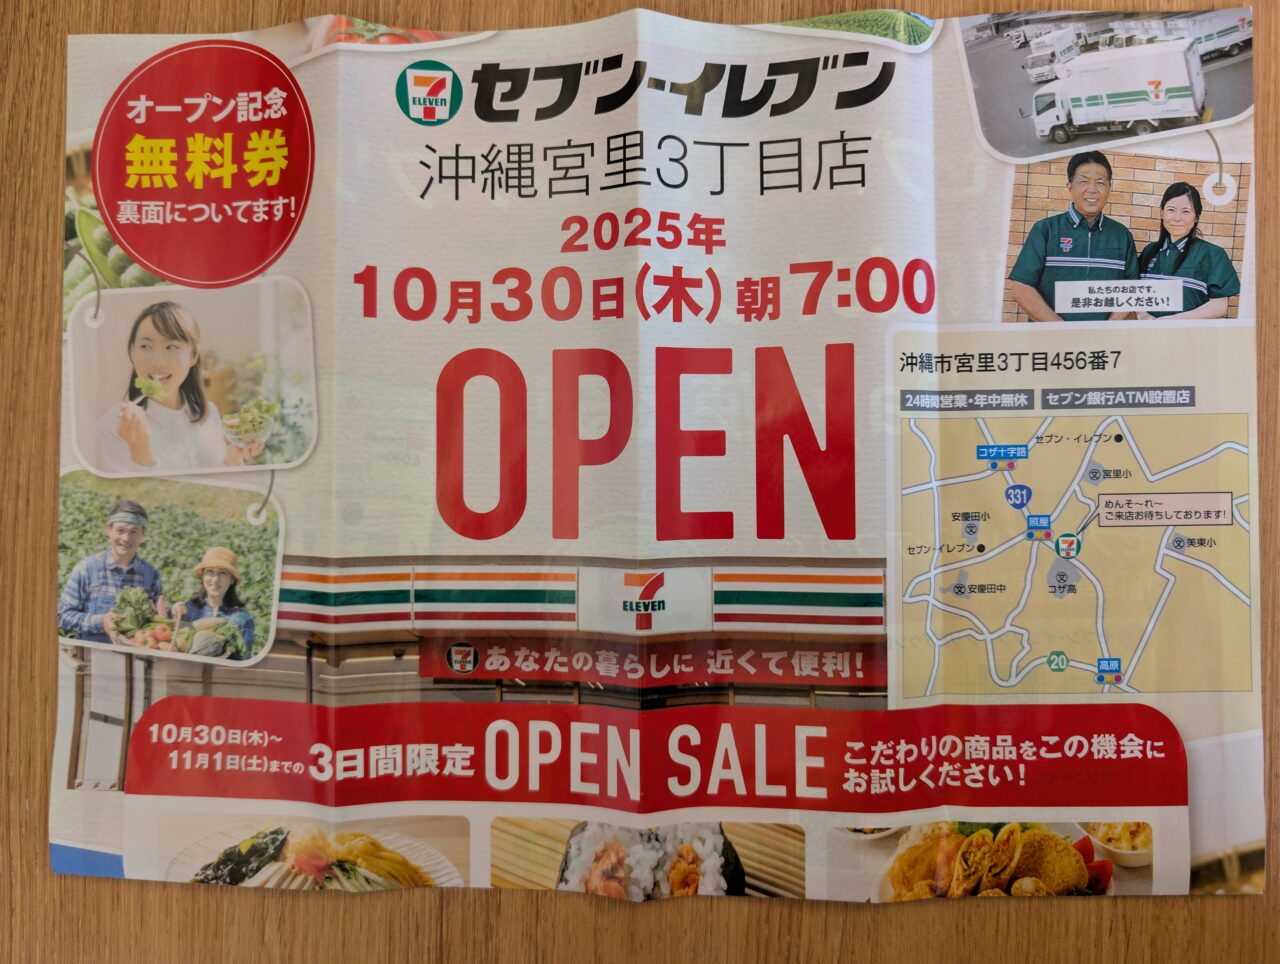 オープン記念
無料券
裏面についてます!
7
ELEVEN
セブン-イレブン
沖縄宮里3丁目店
2025年
10月30日(木)朝7:00
OPEN
私たちのお店です。
是非お越しください!
沖縄市宮里3丁目456番7
24時間営業・年中無休
セブン銀行ATM設置店
セブン-イレブン
コザ十字路
文 宮里小
331
めんそ〜れ〜
ご来店お待ちしております!
安慶田小
文
照屋
セブン-イレブン
文 美東小
文 安慶田中
文
コザ高
20
高原
7
ELEVEN
あなたの暮らしに 近くて便利!
10月30日(木)〜
11月1日(土)までの
3日間限定
OPEN SALE
こだわりの商品をこの機会に
お試しください!